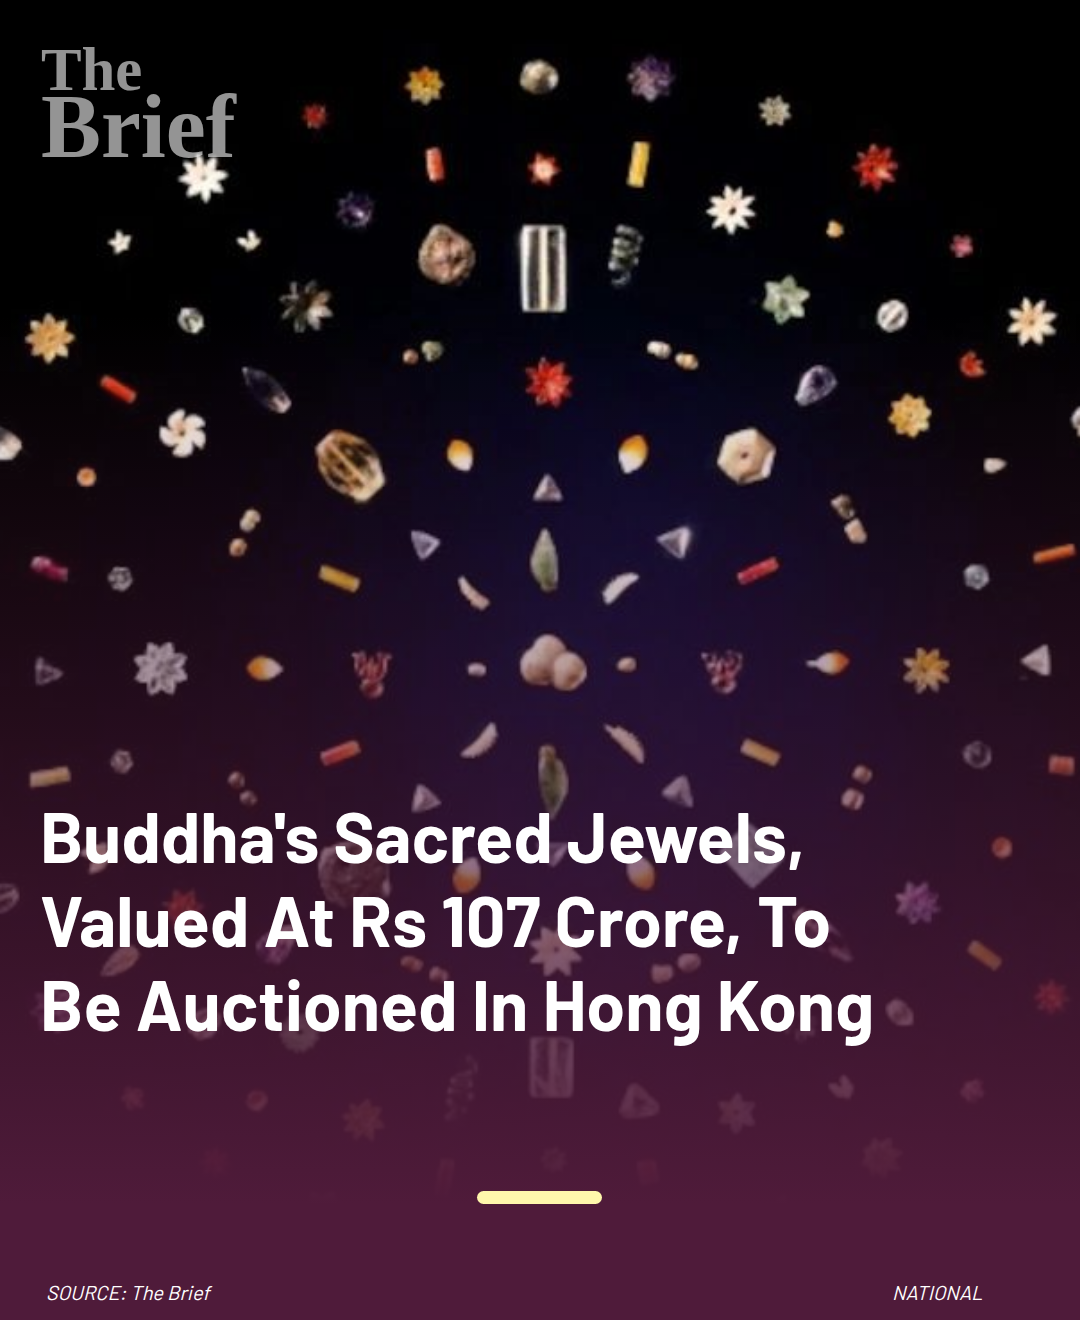 The
Brief
Buddha's Sacred Jewels,
Valued At Rs 107 Crore, To
Be Auctioned In Hong Kong
SOURCE: The Brief
NATIONAL